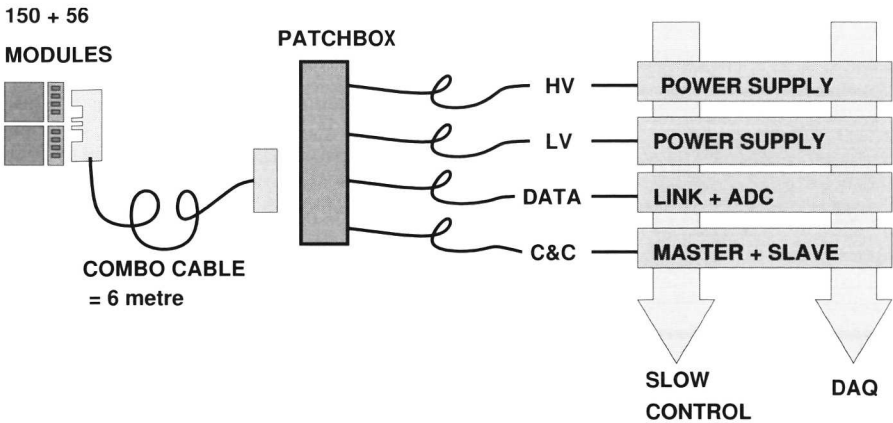 150 + 56
MODULES
PATCHBOX
HV
POWER SUPPLY
LV
POWER SUPPLY
DATA
LINK + ADC
C&C
MASTER + SLAVE
COMBO CABLE
= 6 metre
SLOW
CONTROL
DAQ